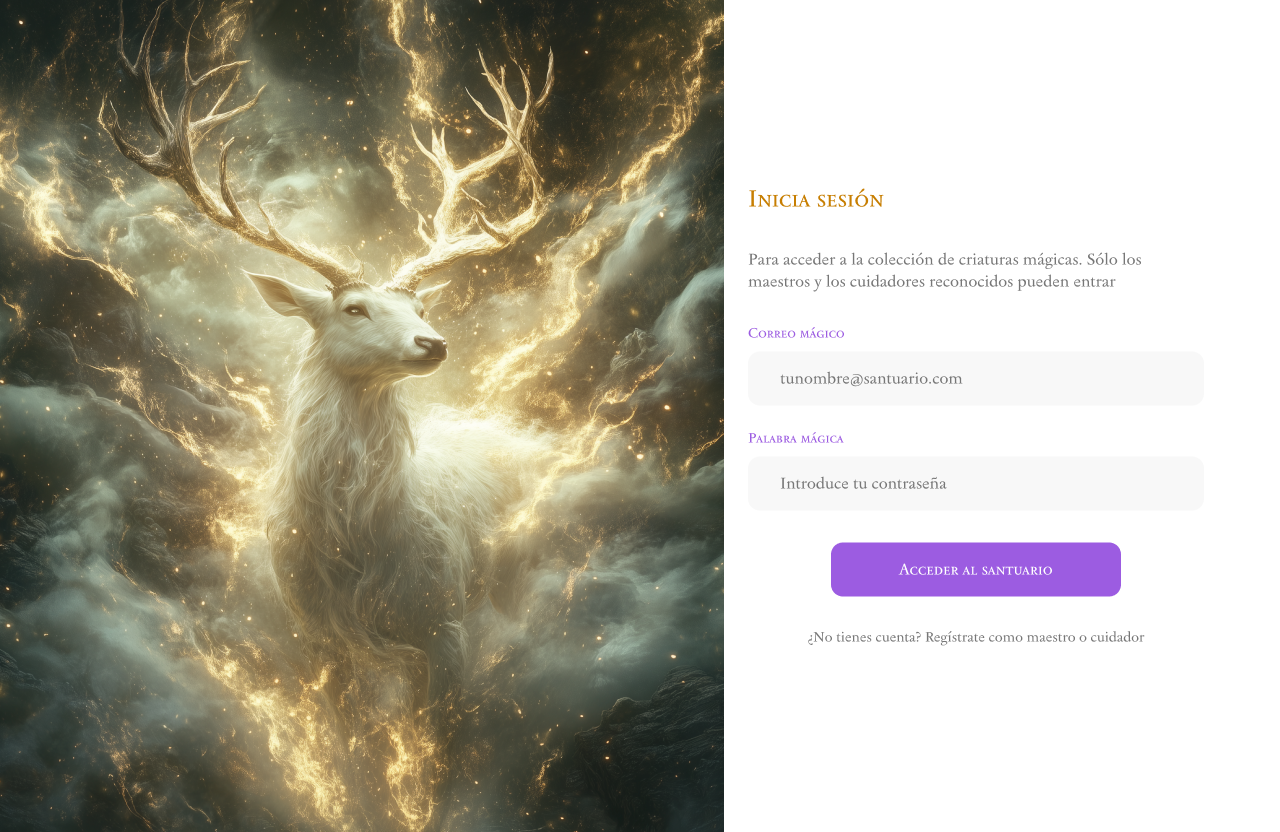 Inicia sesión
Para acceder a la colección de criaturas mágicas. Sólo los
maestros y los cuidadores reconocidos pueden entrar
Correo mágico
tunombre@santuario.com
Palabra mágica
Introduce tu contraseña
Acceder al santuario
¿No tienes cuenta? Regístrate como maestro o cuidador